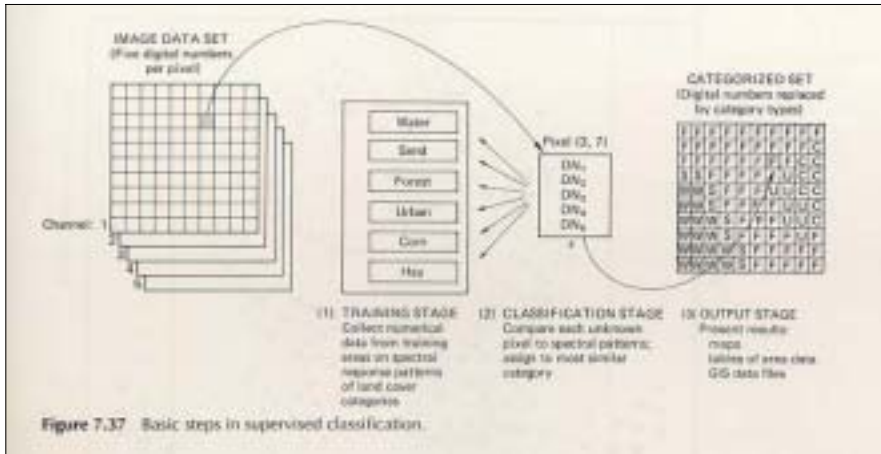 IMAGE DATA SET
(Five digital numbers
per pixel)
Channel: 1
2
3
4
5
Water
Sand
Forest
Urban
Corn
Hay
Pixel (3, 7)
DN₁
DN₂
DN₃
DN₄
DN₅
CATEGORIZED SET
(Digital numbers replaced
by category types)
(1) TRAINING STAGE
Collect numerical
data from training
areas on spectral
response patterns
of land cover
categories
(2) CLASSIFICATION STAGE
Compare each unknown
pixel to spectral patterns;
assign to most similar
category
(3) OUTPUT STAGE
Present results:
maps
tables of area data
GIS data files
Figure 7.37 Basic steps in supervised classification.